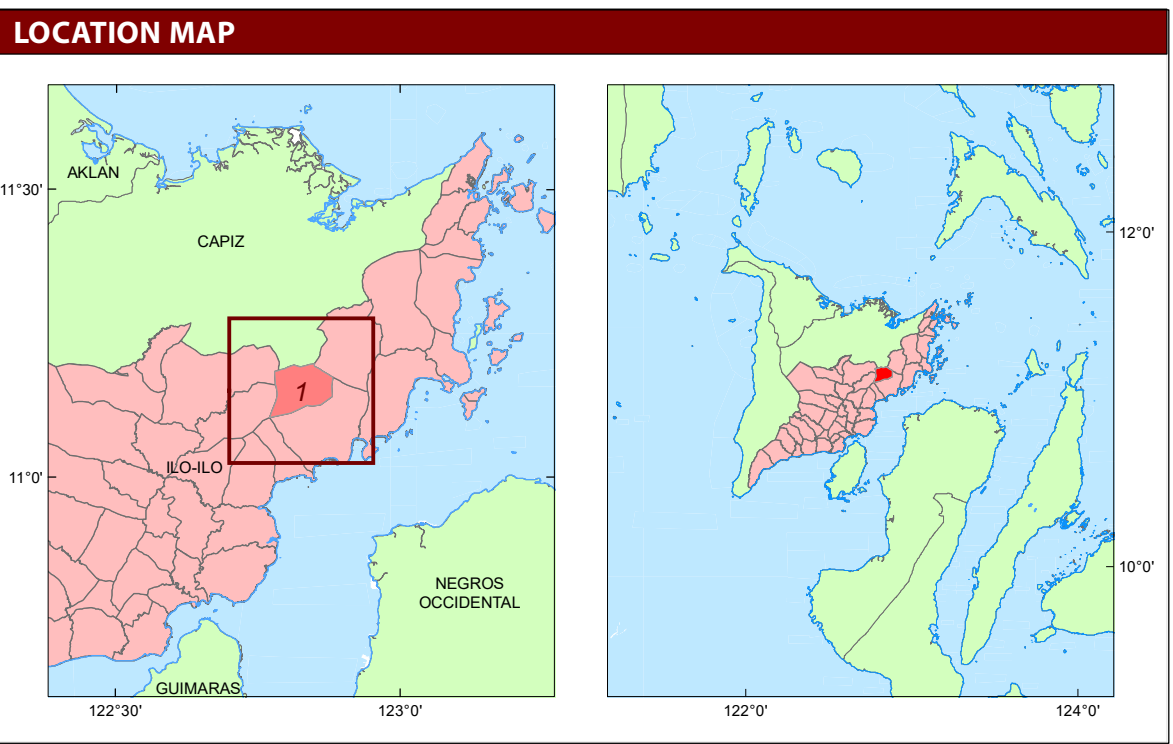 LOCATION MAP
AKLAN
11°30'
CAPIZ
1
ILO-ILO
11°0'
NEGROS
OCCIDENTAL
GUIMARAS
122°30'
123°0'
12°0'
10°0'
122°0'
124°0'